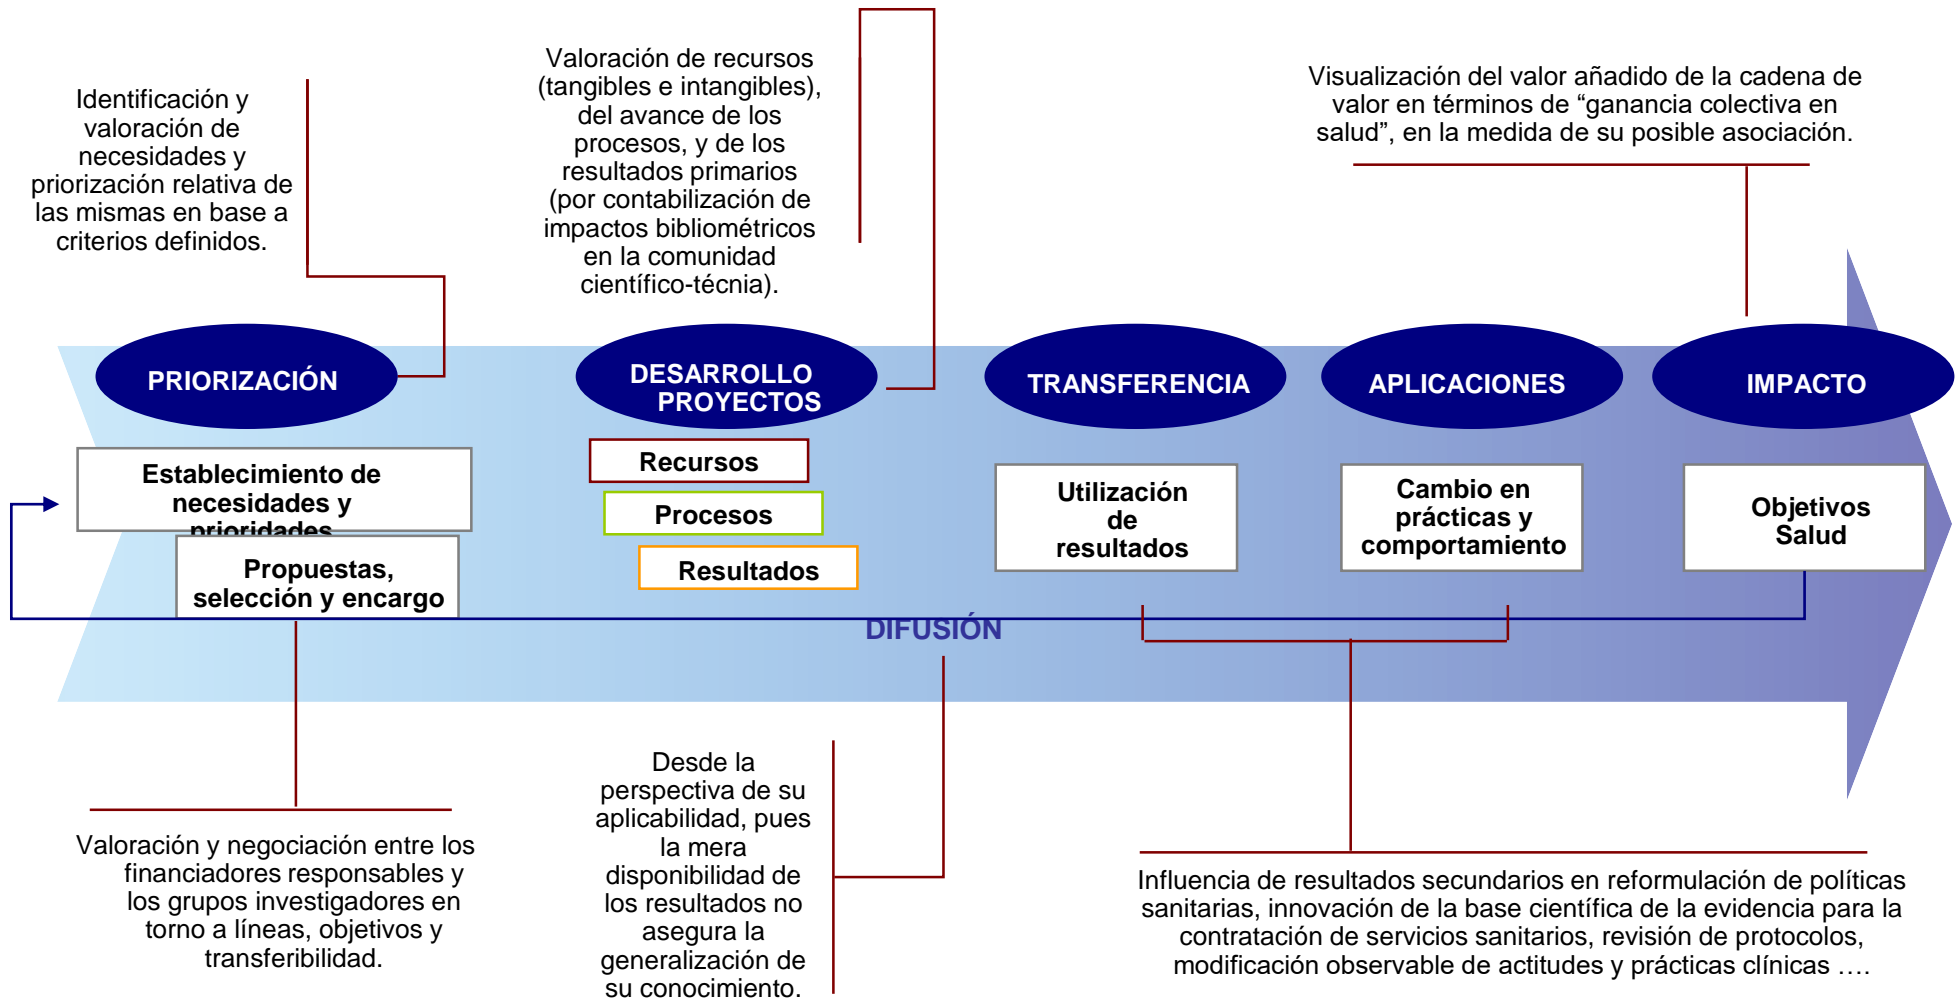 Identificación y
valoración de
necesidades y
priorización relativa de
las mismas en base a
criterios definidos.
Valoración de recursos
(tangibles e intangibles),
del avance de los
procesos, y de los
resultados primarios
(por contabilización de
impactos bibliométricos
en la comunidad
científico-técnia).
Visualización del valor añadido de la cadena de
valor en términos de “ganancia colectiva en
salud”, en la medida de su posible asociación.
PRIORIZACIÓN
DESARROLLO
PROYECTOS
TRANSFERENCIA
APLICACIONES
IMPACTO
Establecimiento de
necesidades y
prioridades
Propuestas,
selección y encargo
Recursos
Procesos
Resultados
Utilización
de
resultados
Cambio en
prácticas y
comportamiento
Objetivos
Salud
DIFUSIÓN
Valoración y negociación entre los
financiadores responsables y
los grupos investigadores en
torno a líneas, objetivos y
transferibilidad.
Desde la
perspectiva de su
aplicabilidad, pues
la mera
disponibilidad de
los resultados no
asegura la
generalización de
su conocimiento.
Influencia de resultados secundarios en reformulación de políticas
sanitarias, innovación de la base científica de la evidencia para la
contratación de servicios sanitarios, revisión de protocolos,
modificación observable de actitudes y prácticas clínicas ….